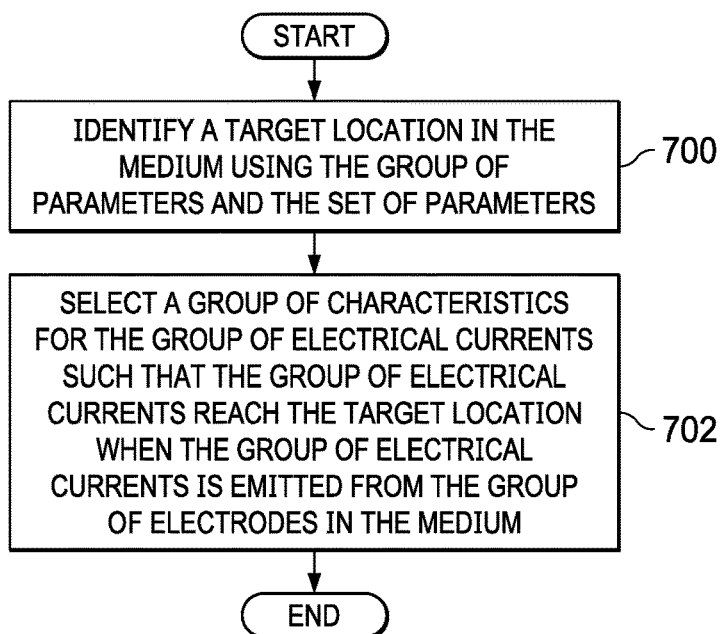 START
IDENTIFY A TARGET LOCATION IN THE
MEDIUM USING THE GROUP OF
PARAMETERS AND THE SET OF PARAMETERS
700
SELECT A GROUP OF CHARACTERISTICS
FOR THE GROUP OF ELECTRICAL CURRENTS
SUCH THAT THE GROUP OF ELECTRICAL
CURRENTS REACH THE TARGET LOCATION
WHEN THE GROUP OF ELECTRICAL
CURRENTS IS EMITTED FROM THE GROUP
OF ELECTRODES IN THE MEDIUM
702
END